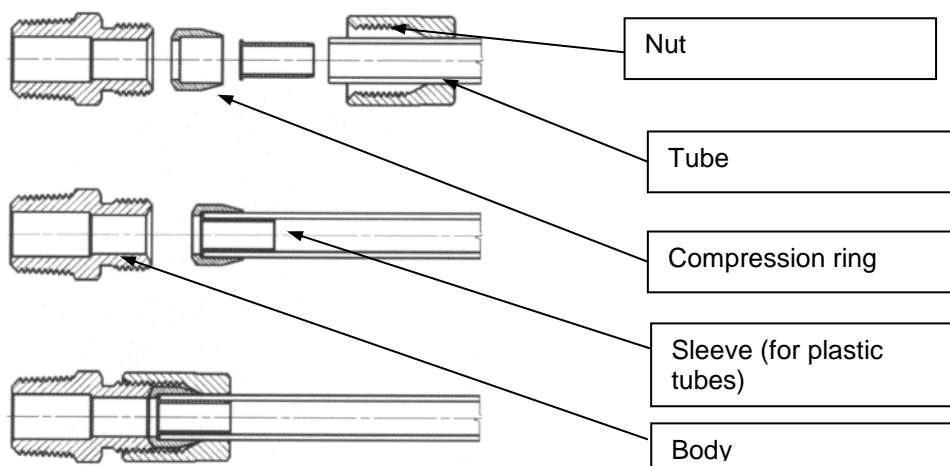 Nut
Tube
Compression ring
Sleeve (for plastic
tubes)
Body